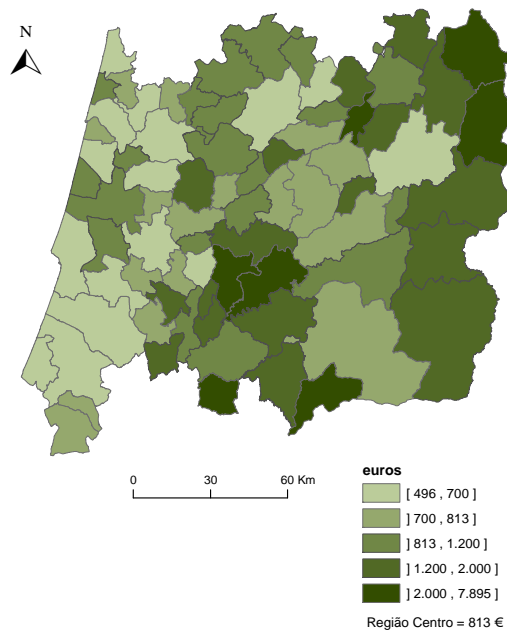 N
0 30 60 Km
euros
[ 496 , 700 ]
] 700 , 813 ]
] 813 , 1.200 ]
] 1.200 , 2.000 ]
] 2.000 , 7.895 ]
Região Centro = 813 €